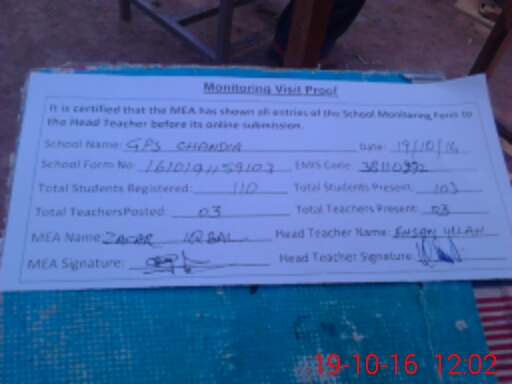 Monitoring Visit Proof
It is certified that the MEA has shown all entries of the School Monitoring Form to
the Head Teacher before its online submission.
School Name: GPS CHANDIA Date: 19/10/16
School Form No: EMIS Code:
Total Students Registered: 110 Total Students Present: 103
Total Teachers Posted: 03 Total Teachers Present: 03
MEA Name: ZAFAR IQBAL Head Teacher Name: EHSAN ULLAH
MEA Signature: Head Teacher Signature:
19-10-16 12:02